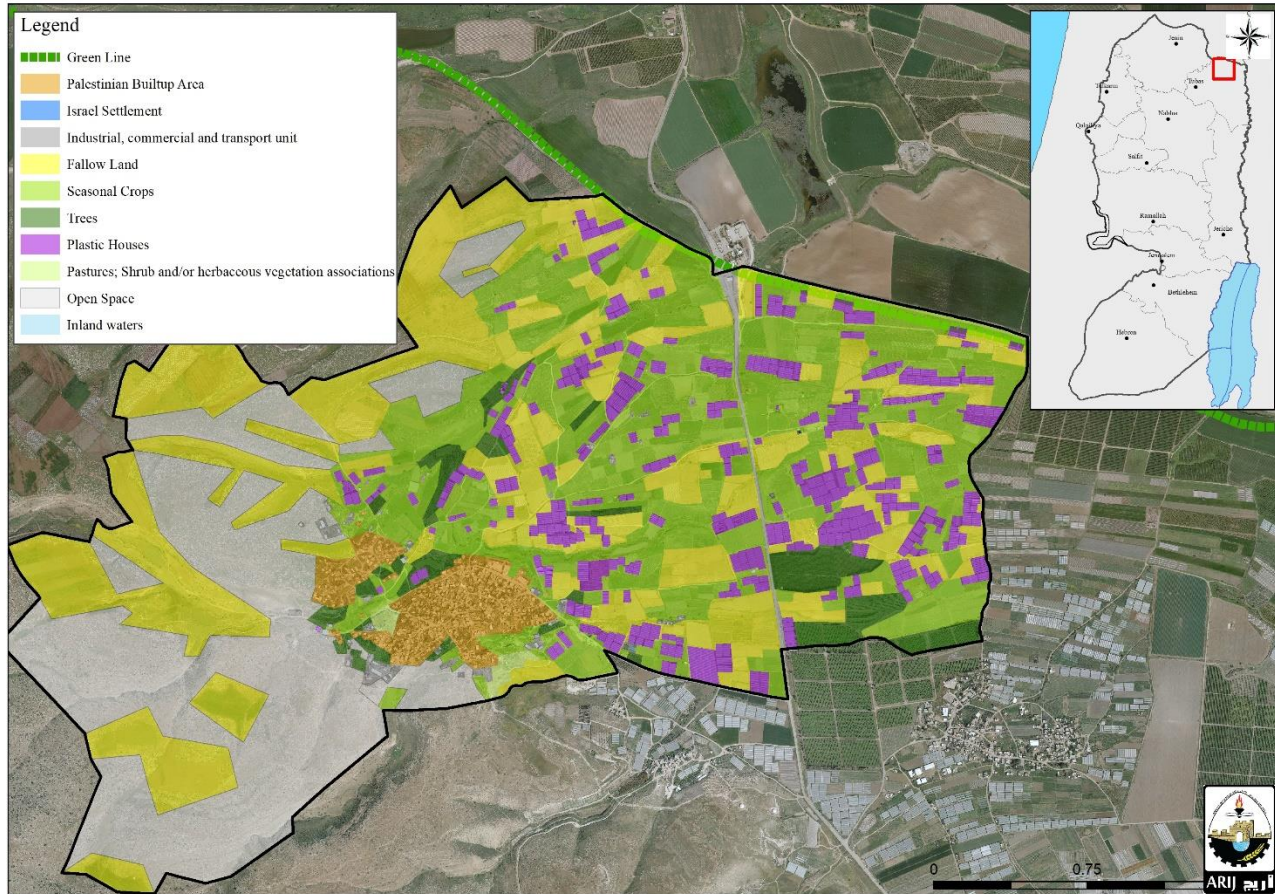 Legend
Green Line
Palestinian Builtup Area
Israel Settlement
Industrial, commercial and transport unit
Fallow Land
Seasonal Crops
Trees
Plastic Houses
Pastures; Shrub and/or herbaceous vegetation associations
Open Space
Inland waters
Jenin
Tubas
Tulkarm
Nablus
Qalqiliya
Salfit
Ramallah
Jericho
Jerusalem
Bethlehem
Hebron
0 0.75
ARIJ أريج